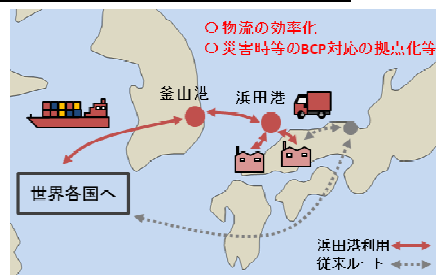 ○ 物流の効率化
○ 災害時等のBCP対応の拠点化等
釜山港
浜田港
世界各国へ
浜田港利用
従来ルート